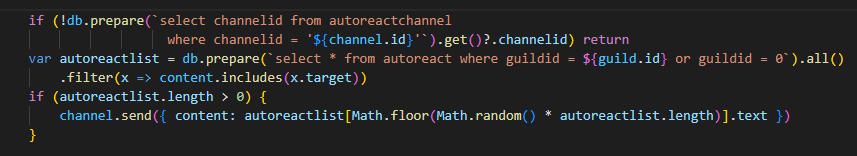 if (!db.prepare(`select channelid from autoreactchannel
where channelid = '${channel.id}'`).get()?.channelid) return
var autoreactlist = db.prepare(`select * from autoreact where guildid = ${guild.id} or guildid = 0`).all()
.filter(x => content.includes(x.target))
if (autoreactlist.length > 0) {
channel.send({ content: autoreactlist[Math.floor(Math.random() * autoreactlist.length)].text })
}